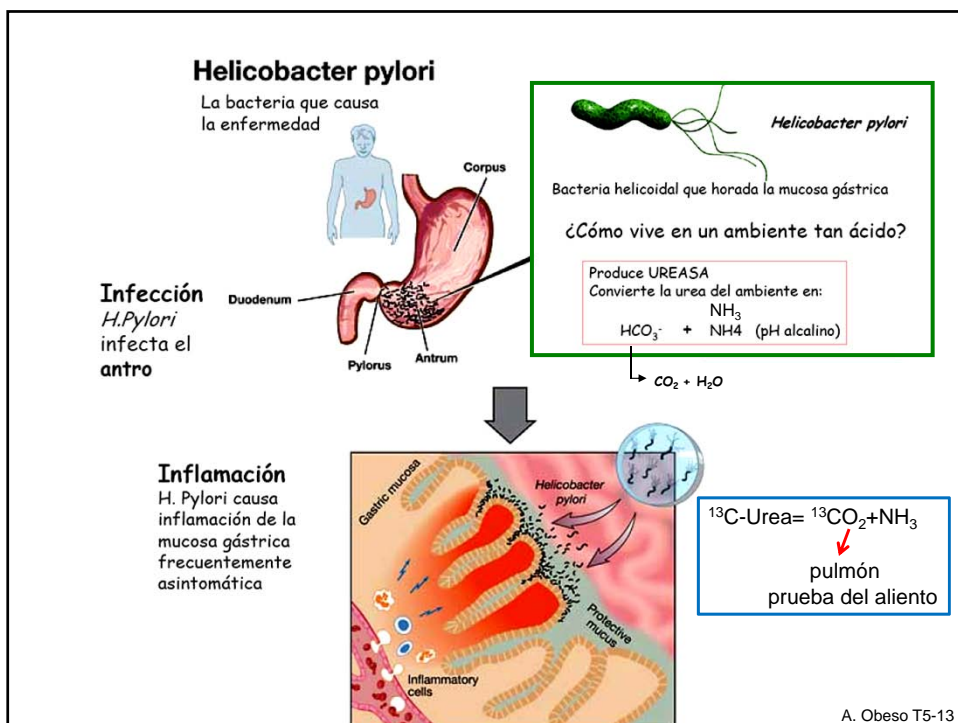 Helicobacter pylori
La bacteria que causa
la enfermedad
Corpus
Duodenum
Pylorus
Antrum
Infección
H.Pylori
infecta el
antro
Helicobacter pylori
Bacteria helicoidal que horada la mucosa gástrica
¿Cómo vive en un ambiente tan ácido?
Produce UREASA
Convierte la urea del ambiente en:
NH₃
HCO₃⁻ + NH4 (pH alcalino)
CO₂ + H₂O
Inflamación
H. Pylori causa
inflamación de la
mucosa gástrica
frecuentemente
asintomática
Gastric mucosa
Helicobacter
pylori
Protective
mucus
Inflammatory
cells
¹³C-Urea= ¹³CO₂+NH₃
pulmón
prueba del aliento
A. Obeso T5-13